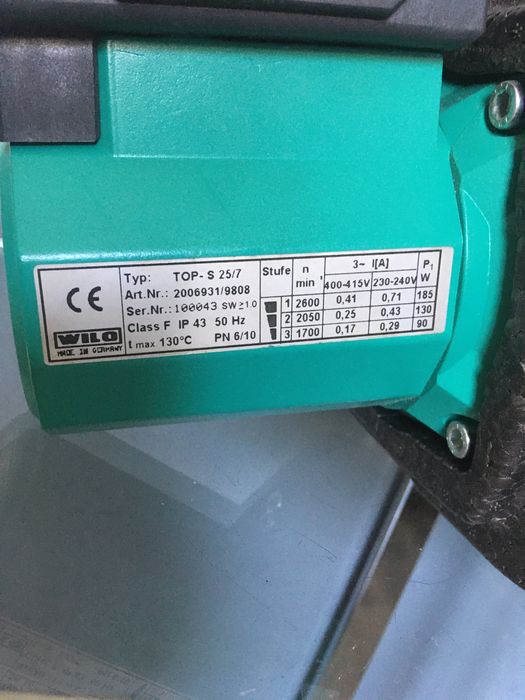 CE
WILO
MADE IN GERMANY
Typ: TOP- S 25/7
Art.Nr.: 2006931/9808
Ser.Nr.: 100043 SW≥1.0
Class F IP 43 50 Hz
t max 130°C PN 6/10
Stufe n min⁻¹ 3~ I[A] P₁ W
400-415V 230-240V
1 2600 0,41 0,71 185
2 2050 0,25 0,43 130
3 1700 0,17 0,29 90